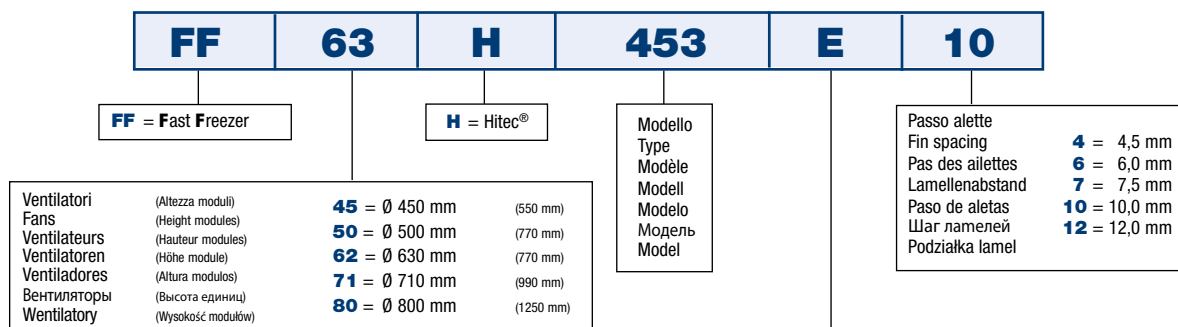 FF 63 H 453 E 10
FF = Fast Freezer
H = Hitec®
Modello
Type
Modèle
Modell
Modelo
Модель
Model
Passo alette
Fin spacing 4 = 4,5 mm
Pas des ailettes 6 = 6,0 mm
Lamellenabstand 7 = 7,5 mm
Paso de aletas 10 = 10,0 mm
Шаг ламелей 12 = 12,0 mm
Podziałka lamel
Ventilatori (Altezza moduli) 45 = Ø 450 mm (550 mm)
Fans (Height modules)
Ventilateurs (Hauteur modules) 50 = Ø 500 mm (770 mm)
Ventilatoren (Höhe module) 62 = Ø 630 mm (770 mm)
Ventiladores (Altura modulos) 71 = Ø 710 mm (990 mm)
Вентиляторы (Высота единиц)
Wentilatory (Wysokość modułów) 80 = Ø 800 mm (1250 mm)